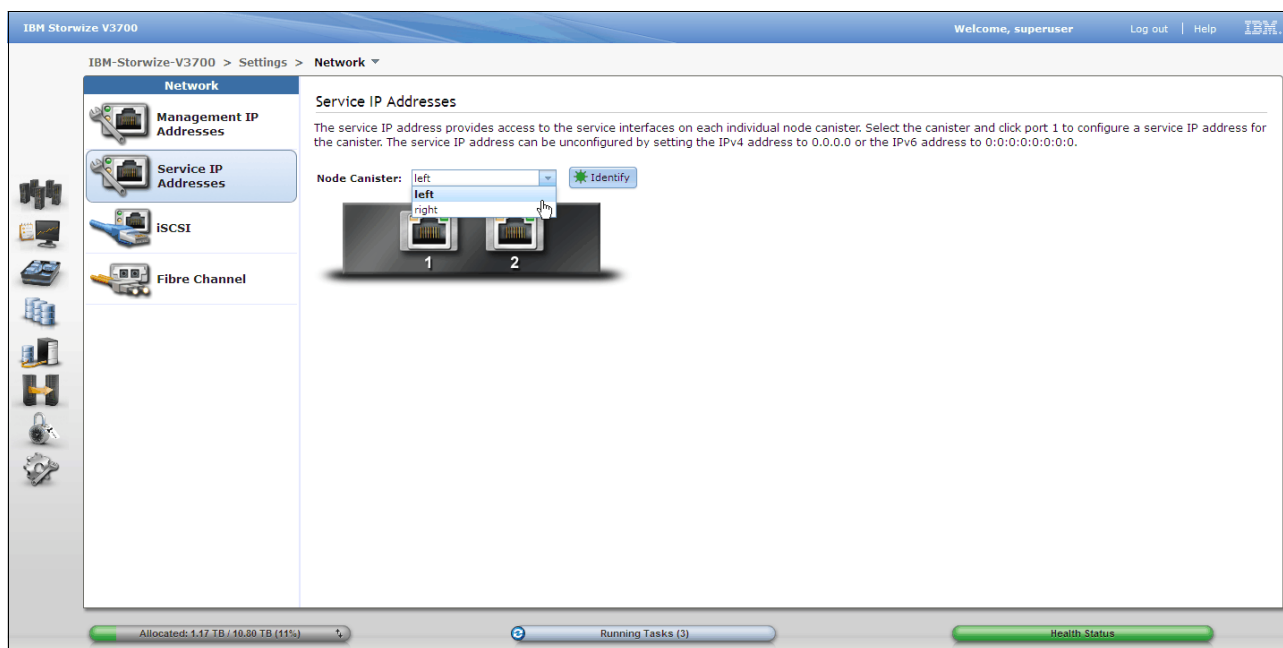 IBM Storwize V3700
Welcome, superuser
Log out | Help
IBM.
IBM-Storwize-V3700 > Settings > Network
Network
Management IP
Addresses
Service IP
Addresses
iSCSI
Fibre Channel
Service IP Addresses
The service IP address provides access to the service interfaces on each individual node canister. Select the canister and click port 1 to configure a service IP address for
the canister. The service IP address can be unconfigured by setting the IPv4 address to 0.0.0.0 or the IPv6 address to 0:0:0:0:0:0:0:0.
Node Canister: left
Identify
left
right
1 2
Allocated: 1.17 TB / 10.80 TB (11%)
Running Tasks (3)
Health Status